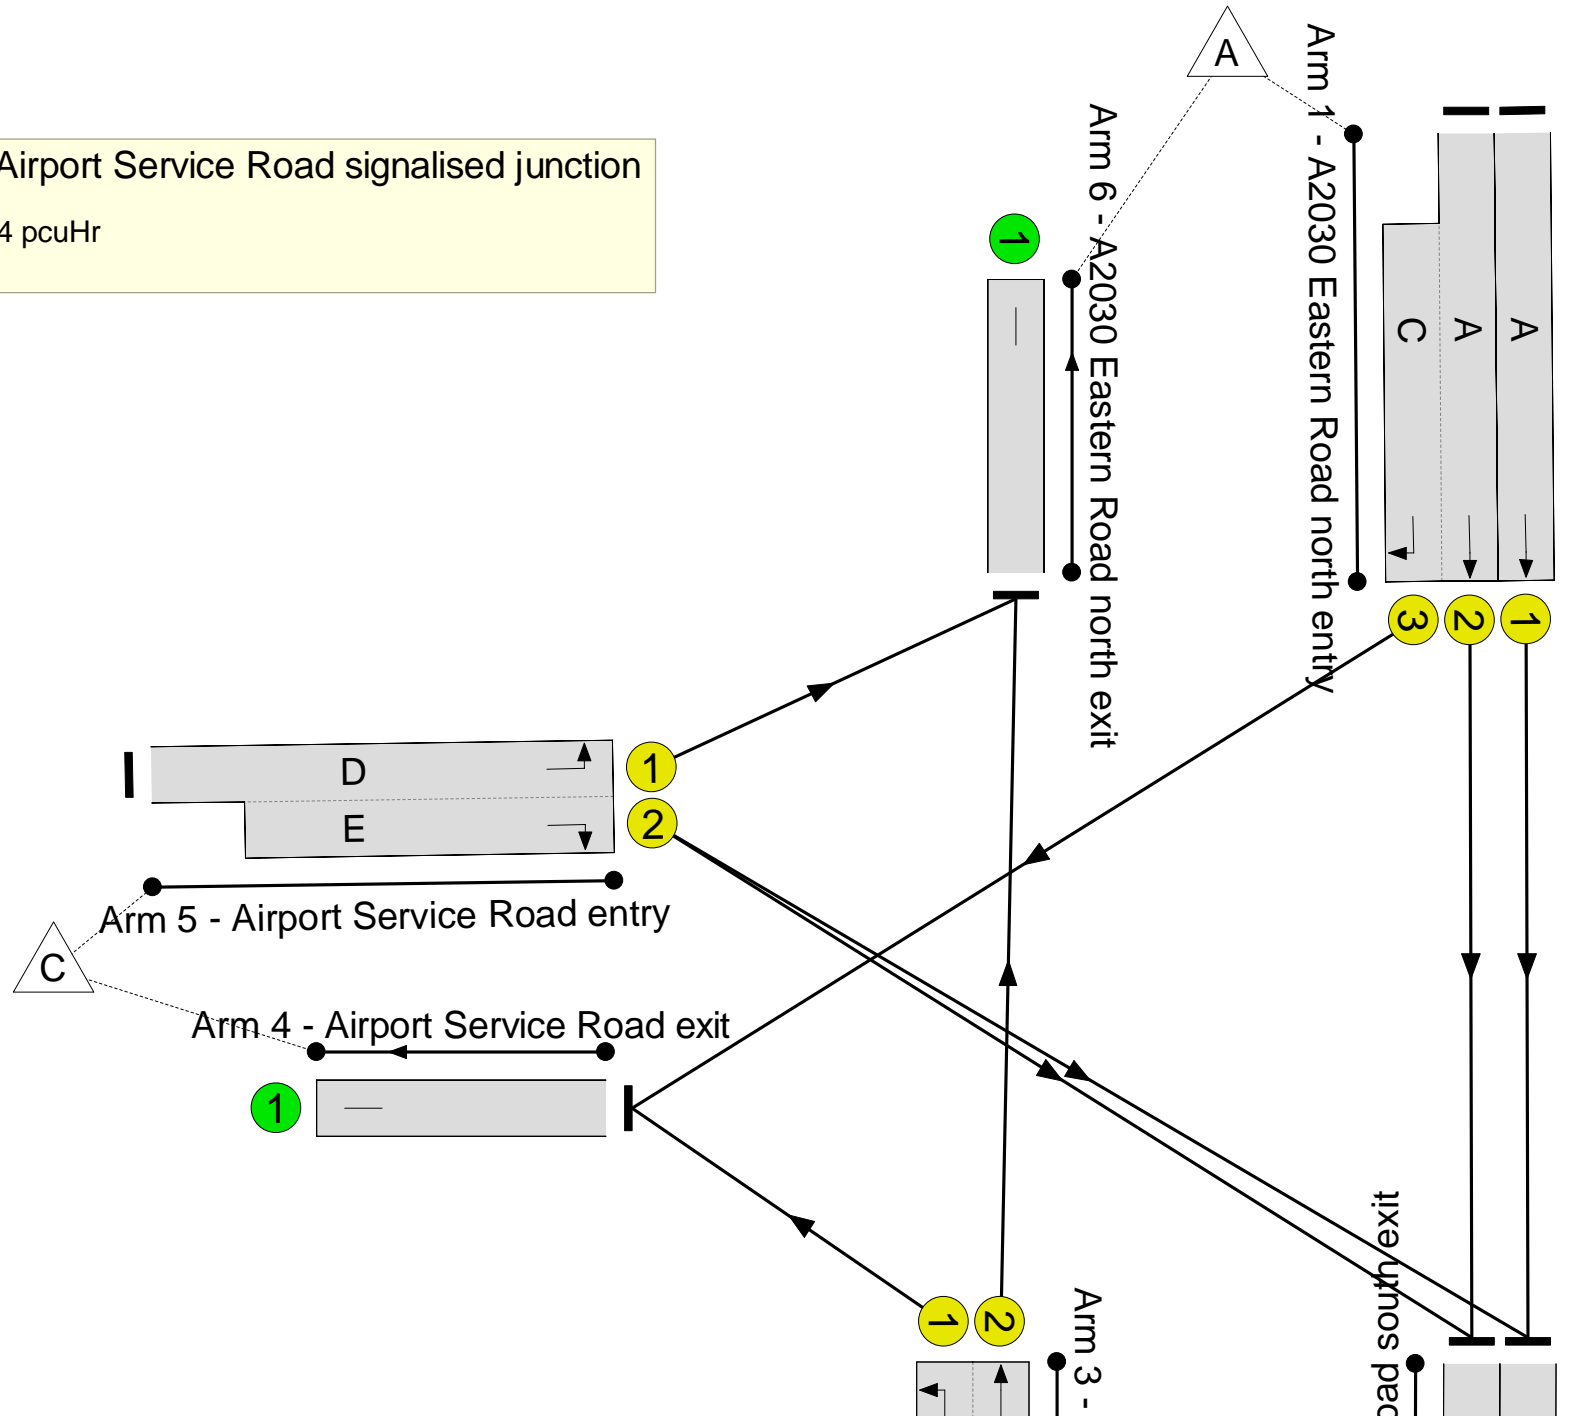 A
Arm 1 - A2030 Eastern Road north entry
Airport Service Road signalised junction
4 pcuHr
Arm 6 - A2030 Eastern Road north exit
1
C
A
A
3
2
1
D
E
1
2
Arm 5 - Airport Service Road entry
C
Arm 4 - Airport Service Road exit
1
1
2
Arm 3 -
south exit